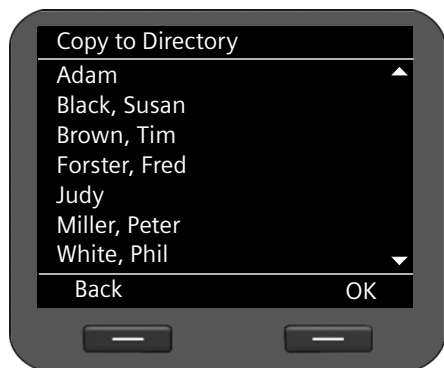 Copy to Directory
Adam
Black, Susan
Brown, Tim
Forster, Fred
Judy
Miller, Peter
White, Phil
Back OK